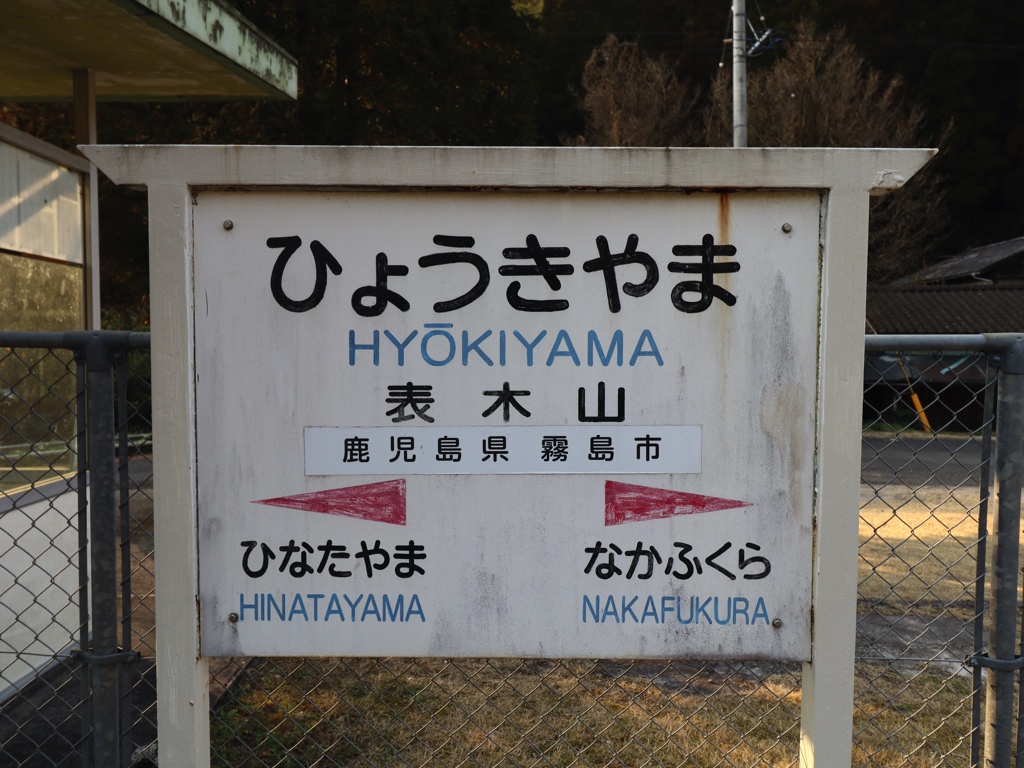 ひょうきやま
HYŌKIYAMA
表木山
鹿児島県 霧島市
ひなたやま なかふくら
HINATAYAMA NAKAFUKURA